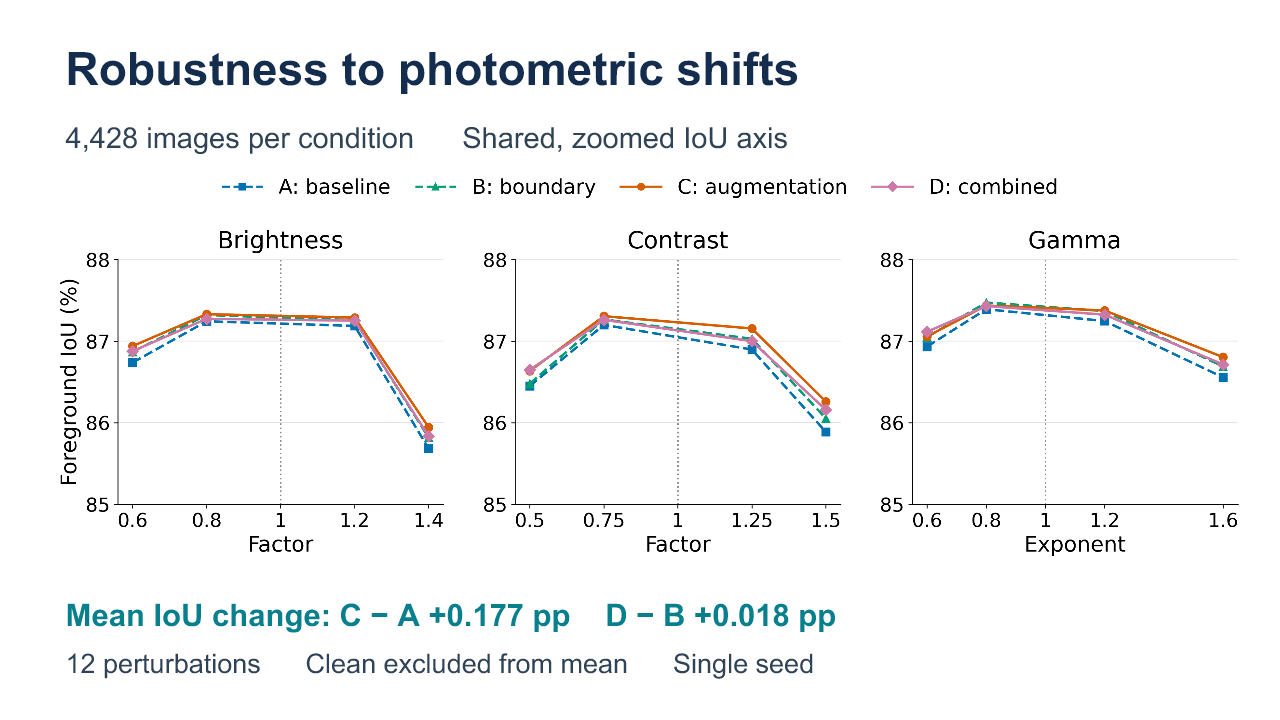 Robustness to photometric shifts
4,428 images per condition Shared, zoomed IoU axis
A: baseline B: boundary C: augmentation D: combined
Brightness
Foreground IoU (%)
88
87
86
85
0.6 0.8 1 1.2 1.4
Factor
Contrast
88
87
86
85
0.5 0.75 1 1.25 1.5
Factor
Gamma
88
87
86
85
0.6 0.8 1 1.2 1.6
Exponent
Mean IoU change: C − A +0.177 pp D − B +0.018 pp
12 perturbations Clean excluded from mean Single seed